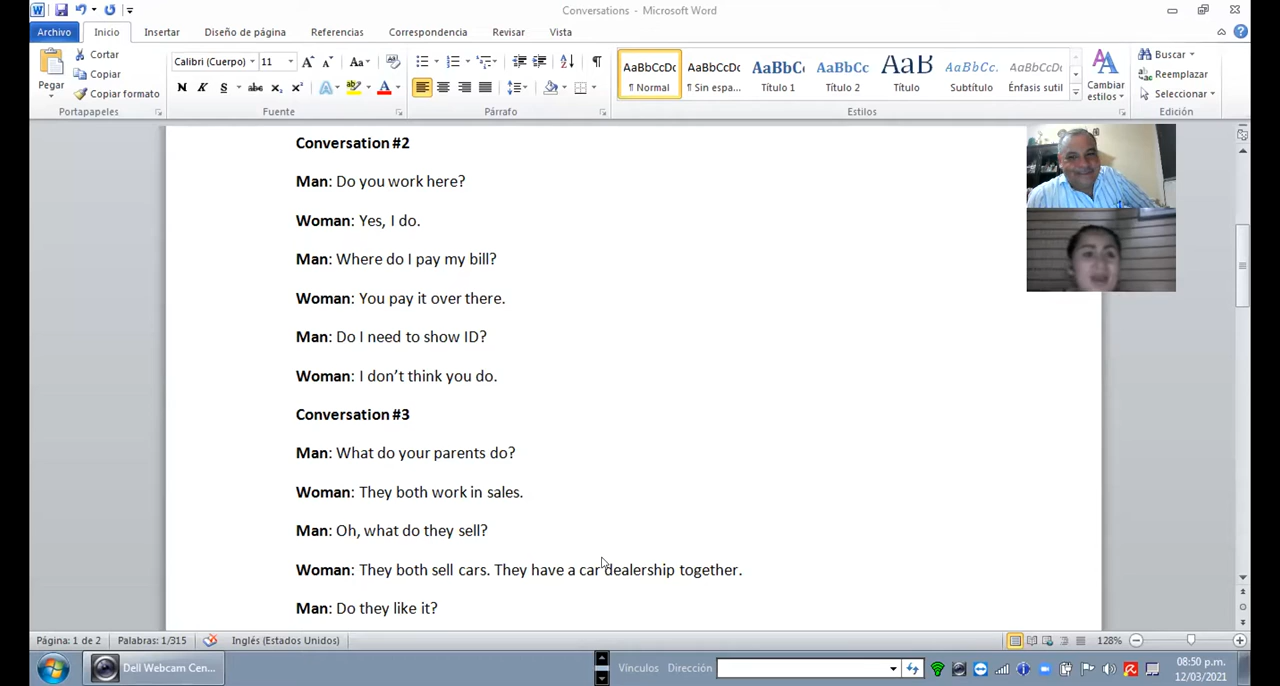 Conversations - Microsoft Word
Archivo Inicio Insertar Diseño de página Referencias Correspondencia Revisar Vista
Pegar
Cortar
Copiar
Copiar formato
Portapapeles
Calibri (Cuerpo) 11
N K S abc x₂ x² A A
Fuente
Párrafo
AaBbCcDc AaBbCcDc AaBbC AaBbCc AaB AaBbCc. AaBbCcDc
¶ Normal ¶ Sin espa... Título 1 Título 2 Título Subtítulo Énfasis sutil
Estilos
Cambiar estilos
Buscar
Reemplazar
Seleccionar
Edición
Conversation #2
Man: Do you work here?
Woman: Yes, I do.
Man: Where do I pay my bill?
Woman: You pay it over there.
Man: Do I need to show ID?
Woman: I don’t think you do.
Conversation #3
Man: What do your parents do?
Woman: They both work in sales.
Man: Oh, what do they sell?
Woman: They both sell cars. They have a car dealership together.
Man: Do they like it?
Página: 1 de 2 Palabras: 1/315 Inglés (Estados Unidos) 128%
Dell Webcam Cen... Vínculos Dirección 08:50 p.m.
12/03/2021